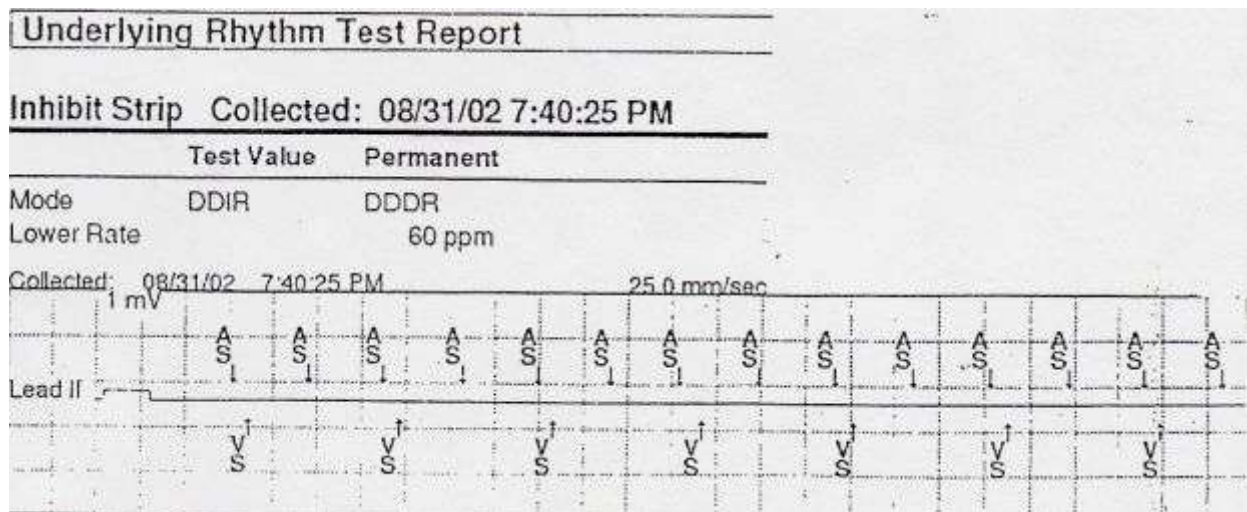 Underlying Rhythm Test Report
Inhibit Strip Collected: 08/31/02 7:40:25 PM
Test Value Permanent
Mode DDIR DDDR
Lower Rate 60 ppm
Collected: 08/31/02 7:40:25 PM 25.0 mm/sec
1 mV
AS AS AS AS AS AS AS AS AS AS AS AS AS AS
Lead II
VS VS VS VS VS VS VS